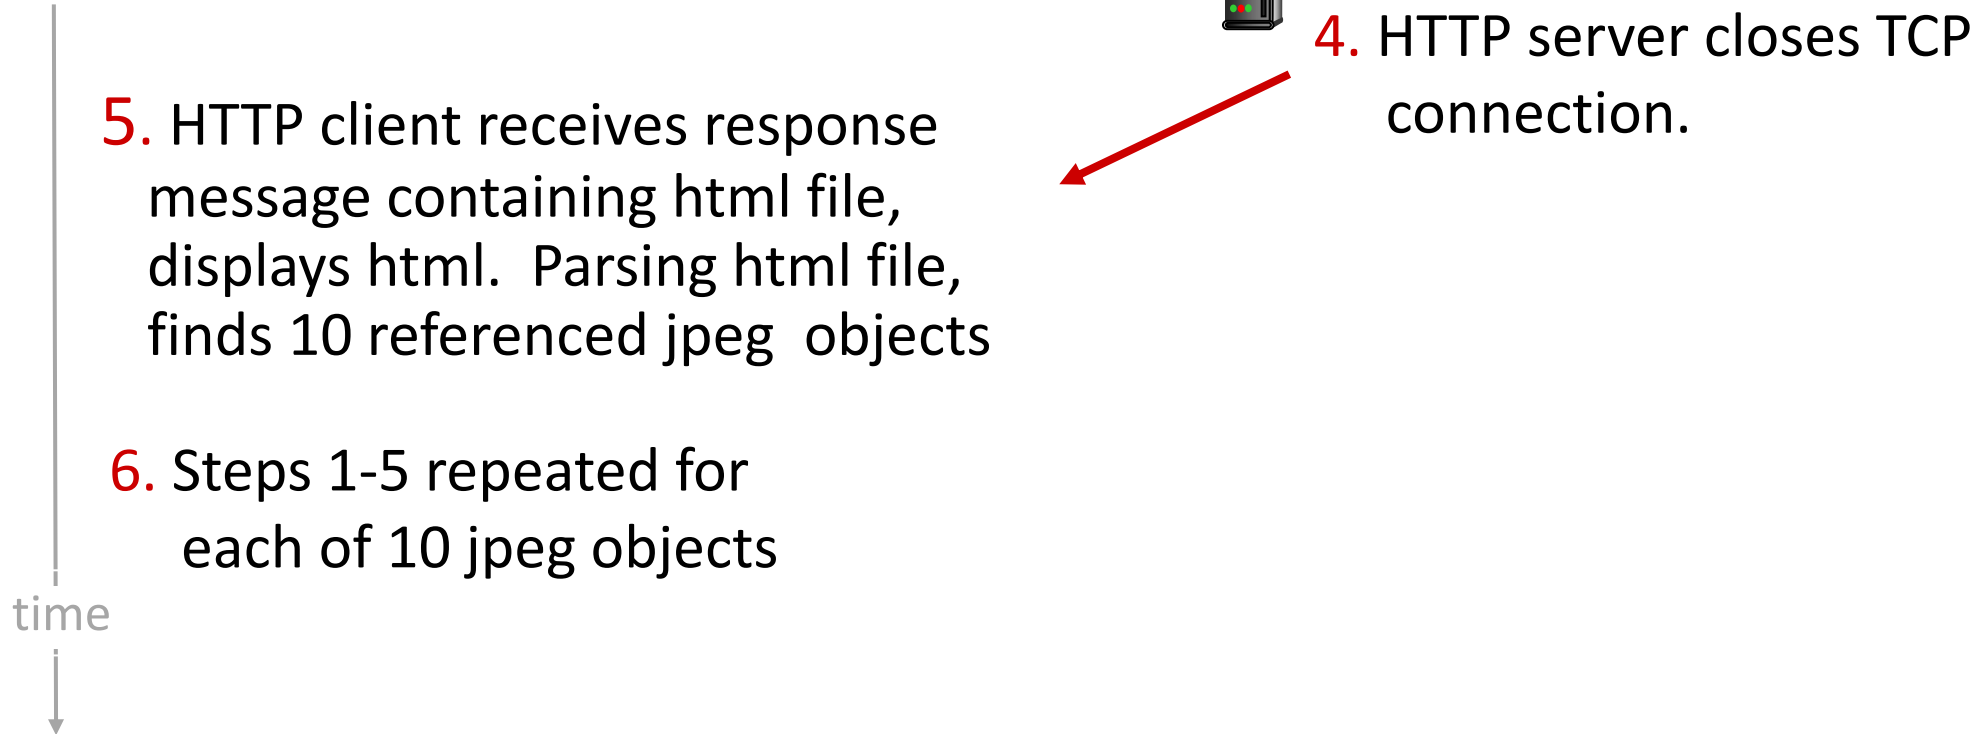 4. HTTP server closes TCP
connection.
5. HTTP client receives response
message containing html file,
displays html.  Parsing html file,
finds 10 referenced jpeg  objects
6. Steps 1-5 repeated for
each of 10 jpeg objects
time